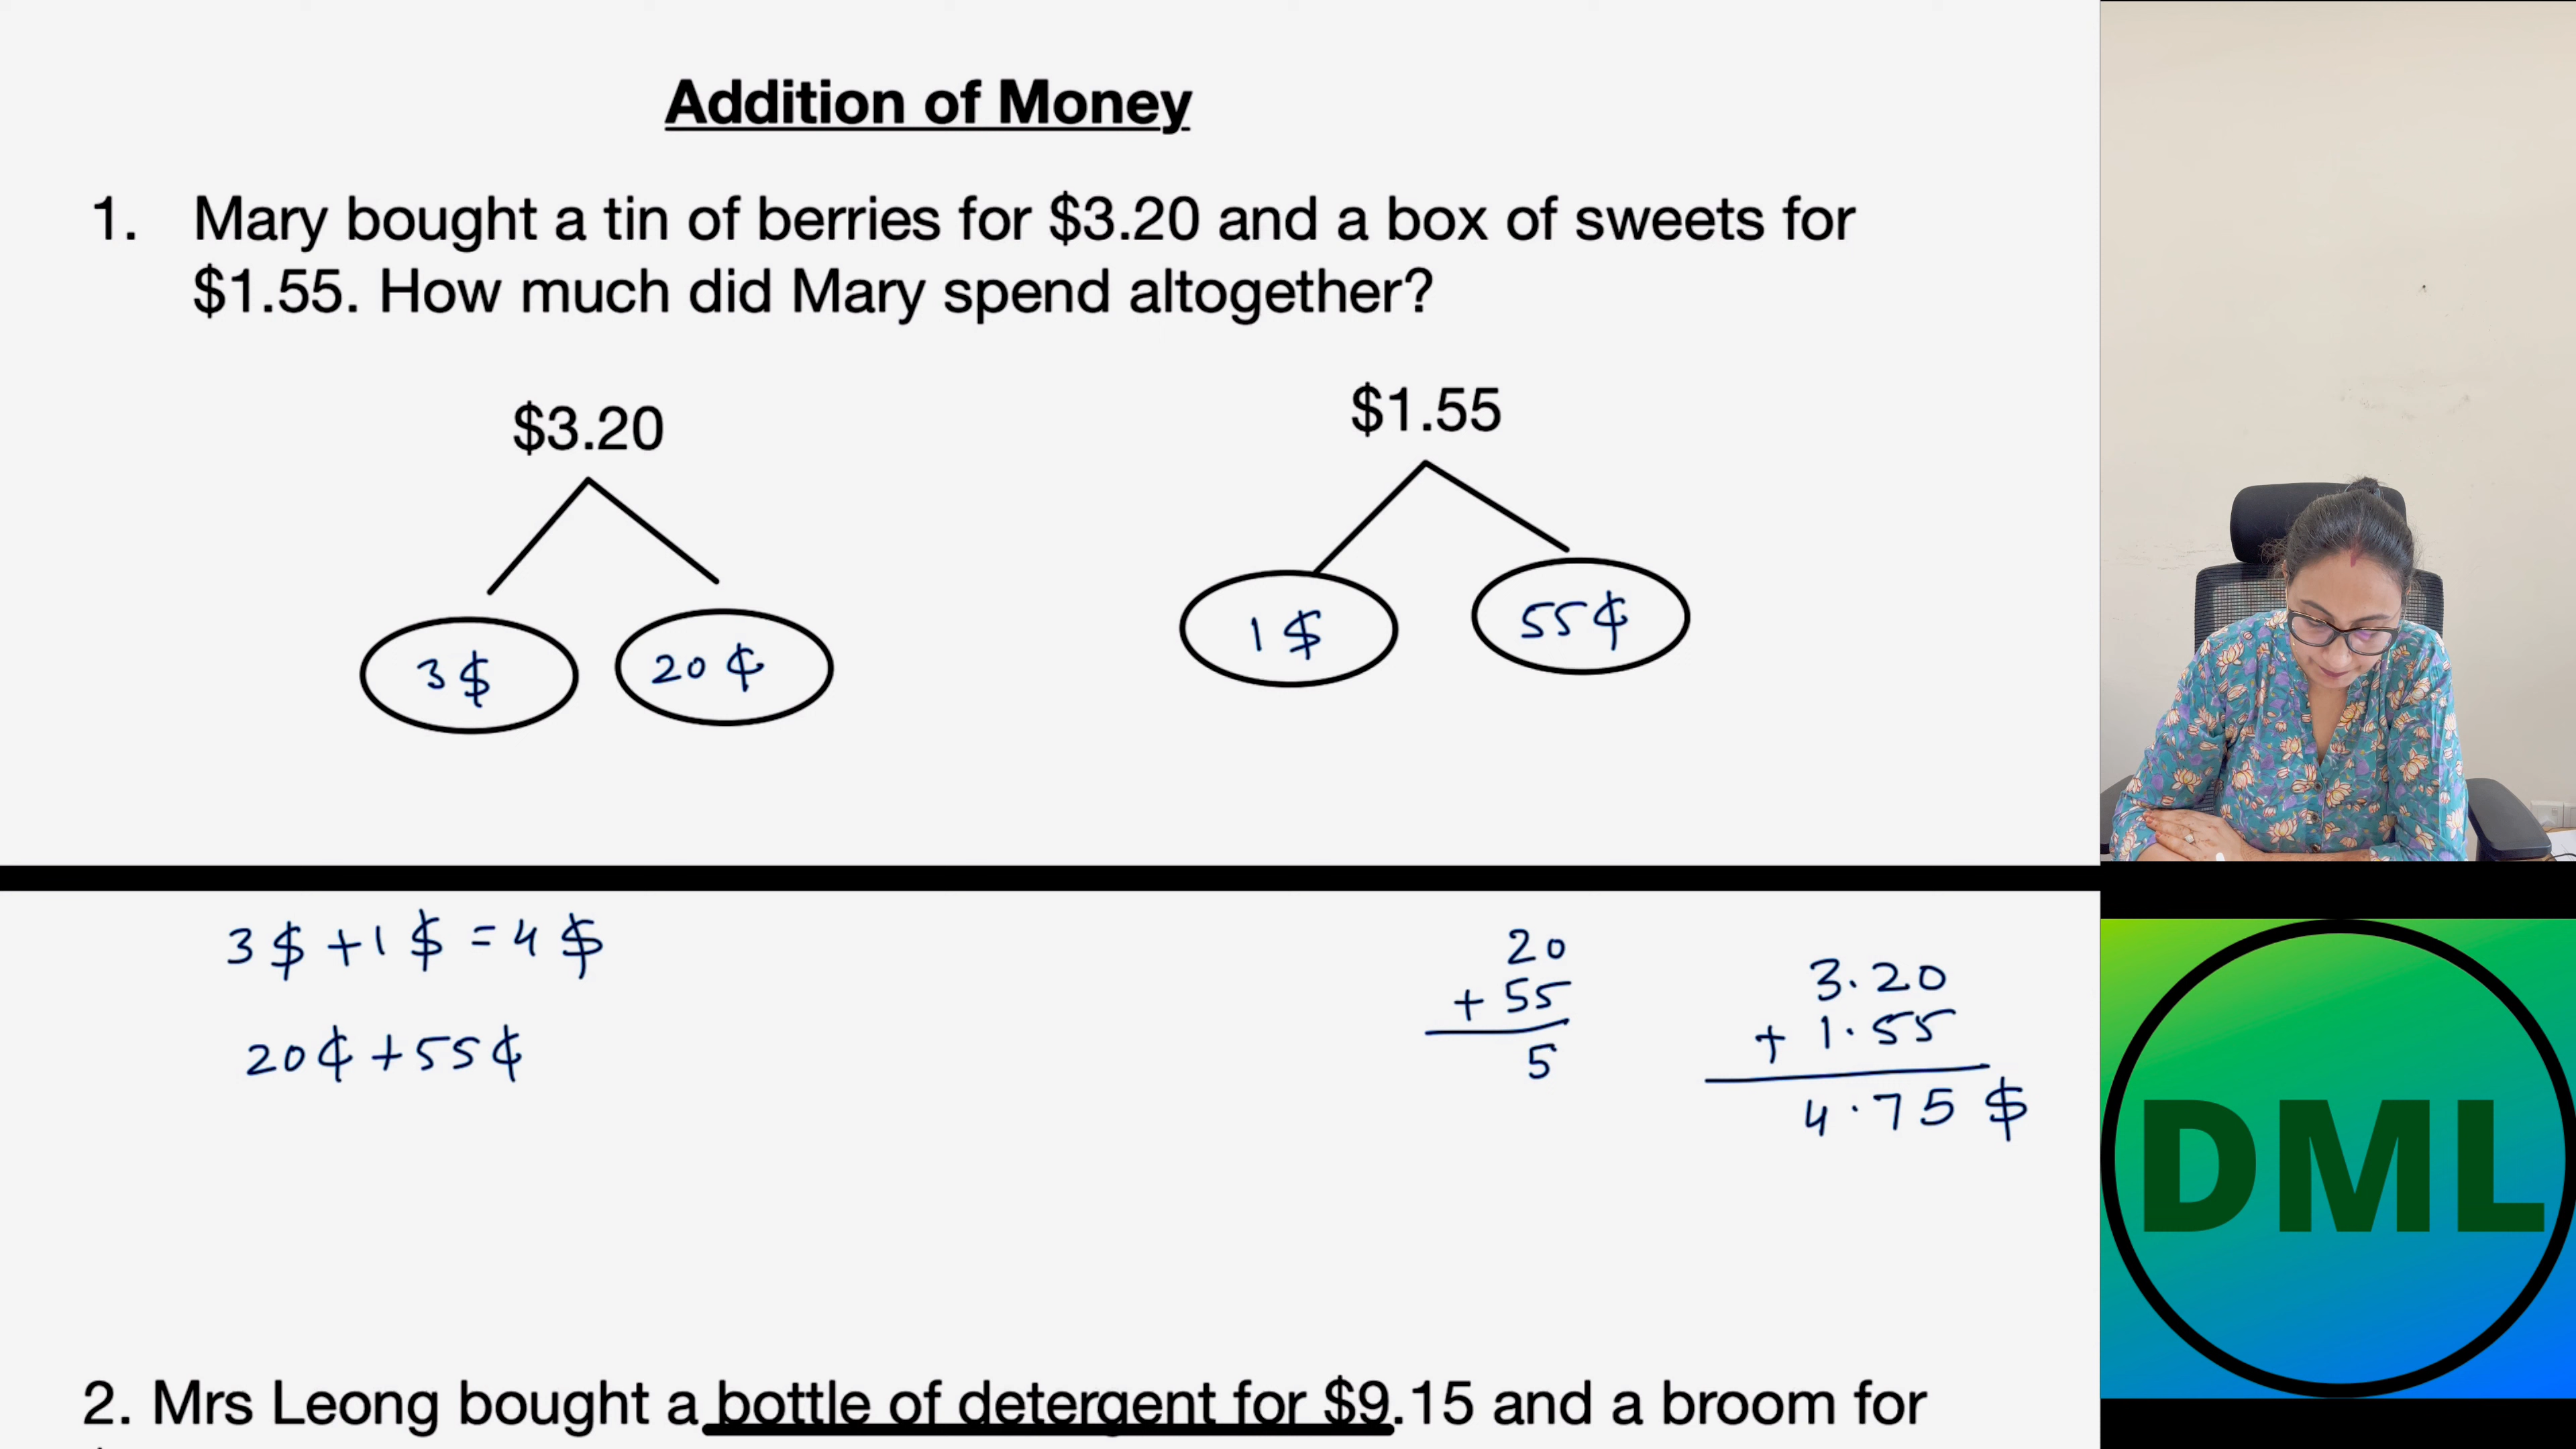 Addition of Money
1. Mary bought a tin of berries for $3.20 and a box of sweets for
$1.55. How much did Mary spend altogether?
$3.20
$1.55
3$
20¢
1$
55¢
3$ + 1$ = 4$
20¢ + 55¢
20
+ 55
5
3.20
+ 1.55
4.75 $
2. Mrs Leong bought a bottle of detergent for $9.15 and a broom for
DML